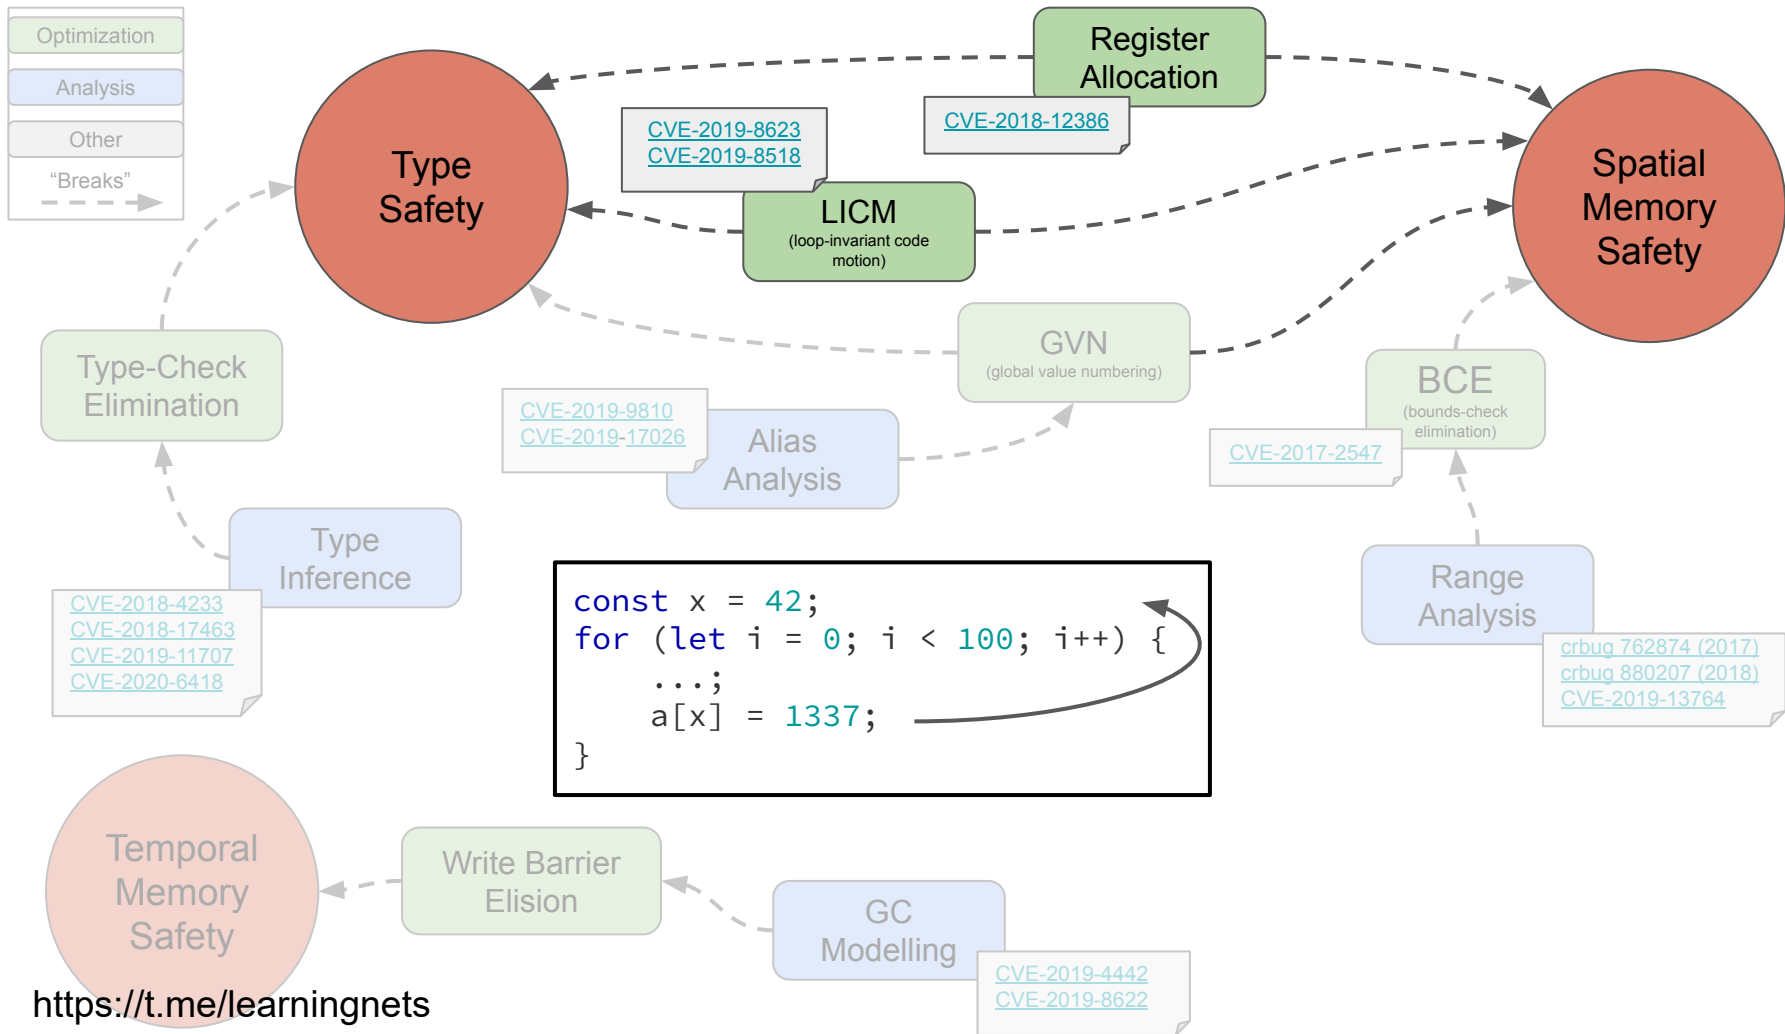 Optimization
Analysis
Other
“Breaks”
Register
Allocation
CVE-2018-12386
CVE-2019-8623
CVE-2019-8518
Type
Safety
LICM
(loop-invariant code
motion)
Spatial
Memory
Safety
Type-Check
Elimination
GVN
(global value numbering)
BCE
(bounds-check
elimination)
CVE-2017-2547
CVE-2019-9810
CVE-2019-17026
Alias
Analysis
Type
Inference
CVE-2018-4233
CVE-2018-17463
CVE-2019-11707
CVE-2020-6418
Range
Analysis
crbug 762874 (2017)
crbug 880207 (2018)
CVE-2019-13764
const x = 42;
for (let i = 0; i < 100; i++) {
    ...;
    a[x] = 1337;
}
Temporal
Memory
Safety
Write Barrier
Elision
GC
Modelling
CVE-2019-4442
CVE-2019-8622
https://t.me/learningnets